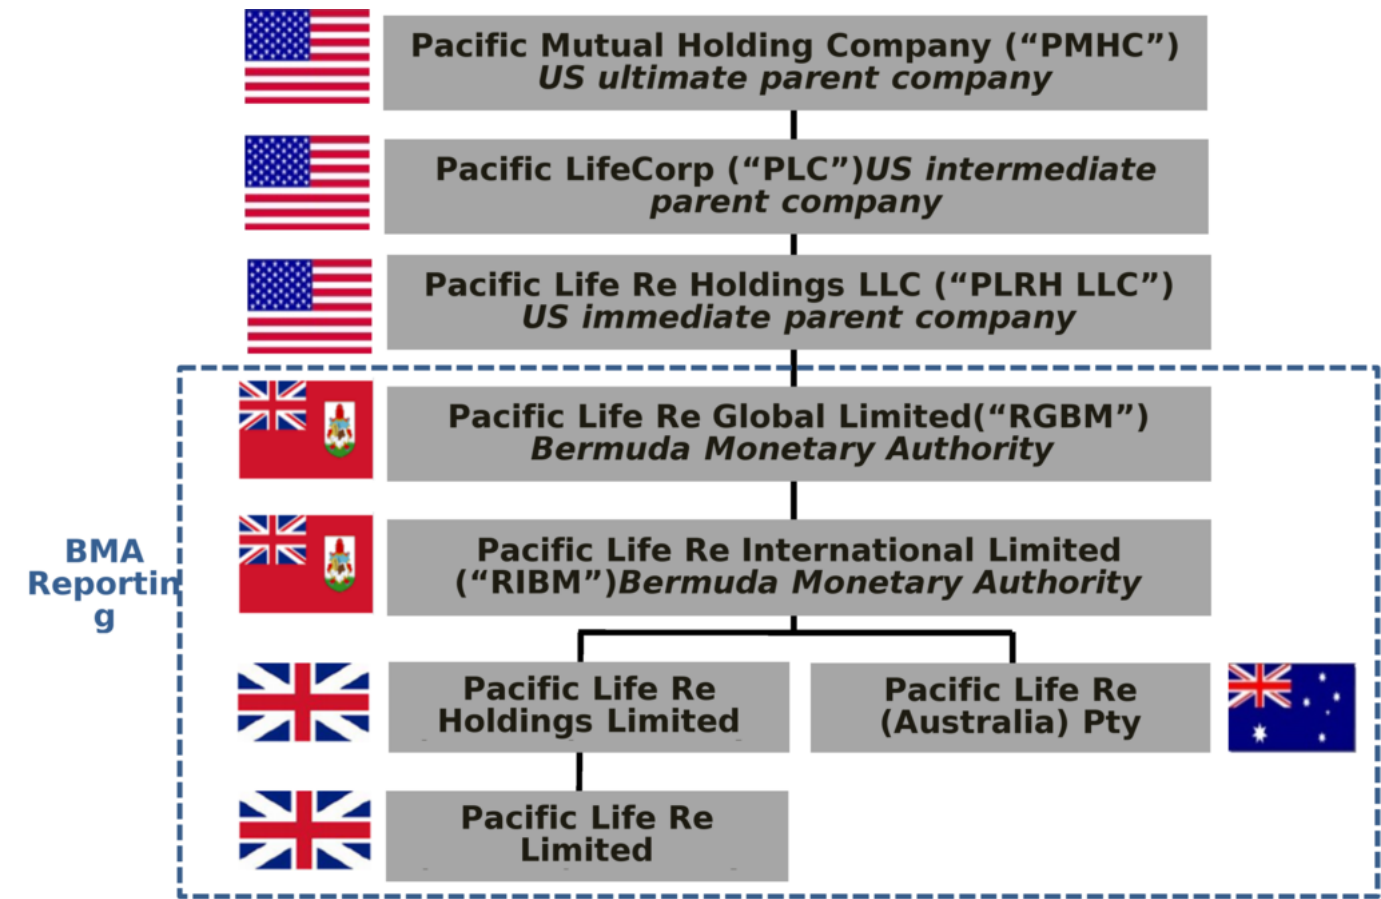 Pacific Mutual Holding Company (“PMHC”)
US ultimate parent company
Pacific LifeCorp (“PLC”)US intermediate
parent company
Pacific Life Re Holdings LLC (“PLRH LLC”)
US immediate parent company
Pacific Life Re Global Limited(“RGBM”)
Bermuda Monetary Authority
BMA
Reportin
g
Pacific Life Re International Limited
(“RIBM”)Bermuda Monetary Authority
Pacific Life Re
Holdings Limited
Pacific Life Re
(Australia) Pty
Pacific Life Re
Limited